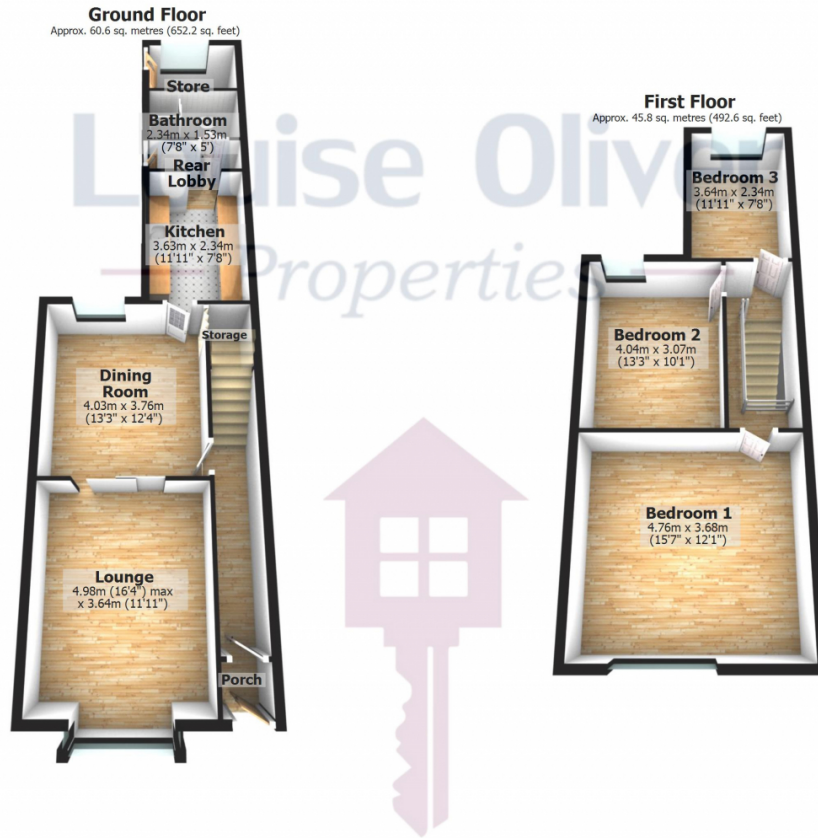 Ground Floor
Approx. 60.6 sq. metres (652.2 sq. feet)
Store
Bathroom
2.34m x 1.53m
(7'8" x 5')
Rear
Lobby
Kitchen
3.63m x 2.34m
(11'11" x 7'8")
Storage
Dining
Room
4.03m x 3.76m
(13'3" x 12'4")
Lounge
4.98m (16'4") max
x 3.64m (11'11")
Porch
First Floor
Approx. 45.8 sq. metres (492.6 sq. feet)
Bedroom 3
3.64m x 2.34m
(11'11" x 7'8")
Bedroom 2
4.04m x 3.07m
(13'3" x 10'1")
Bedroom 1
4.76m x 3.68m
(15'7" x 12'1")
Louise Oliver
Properties